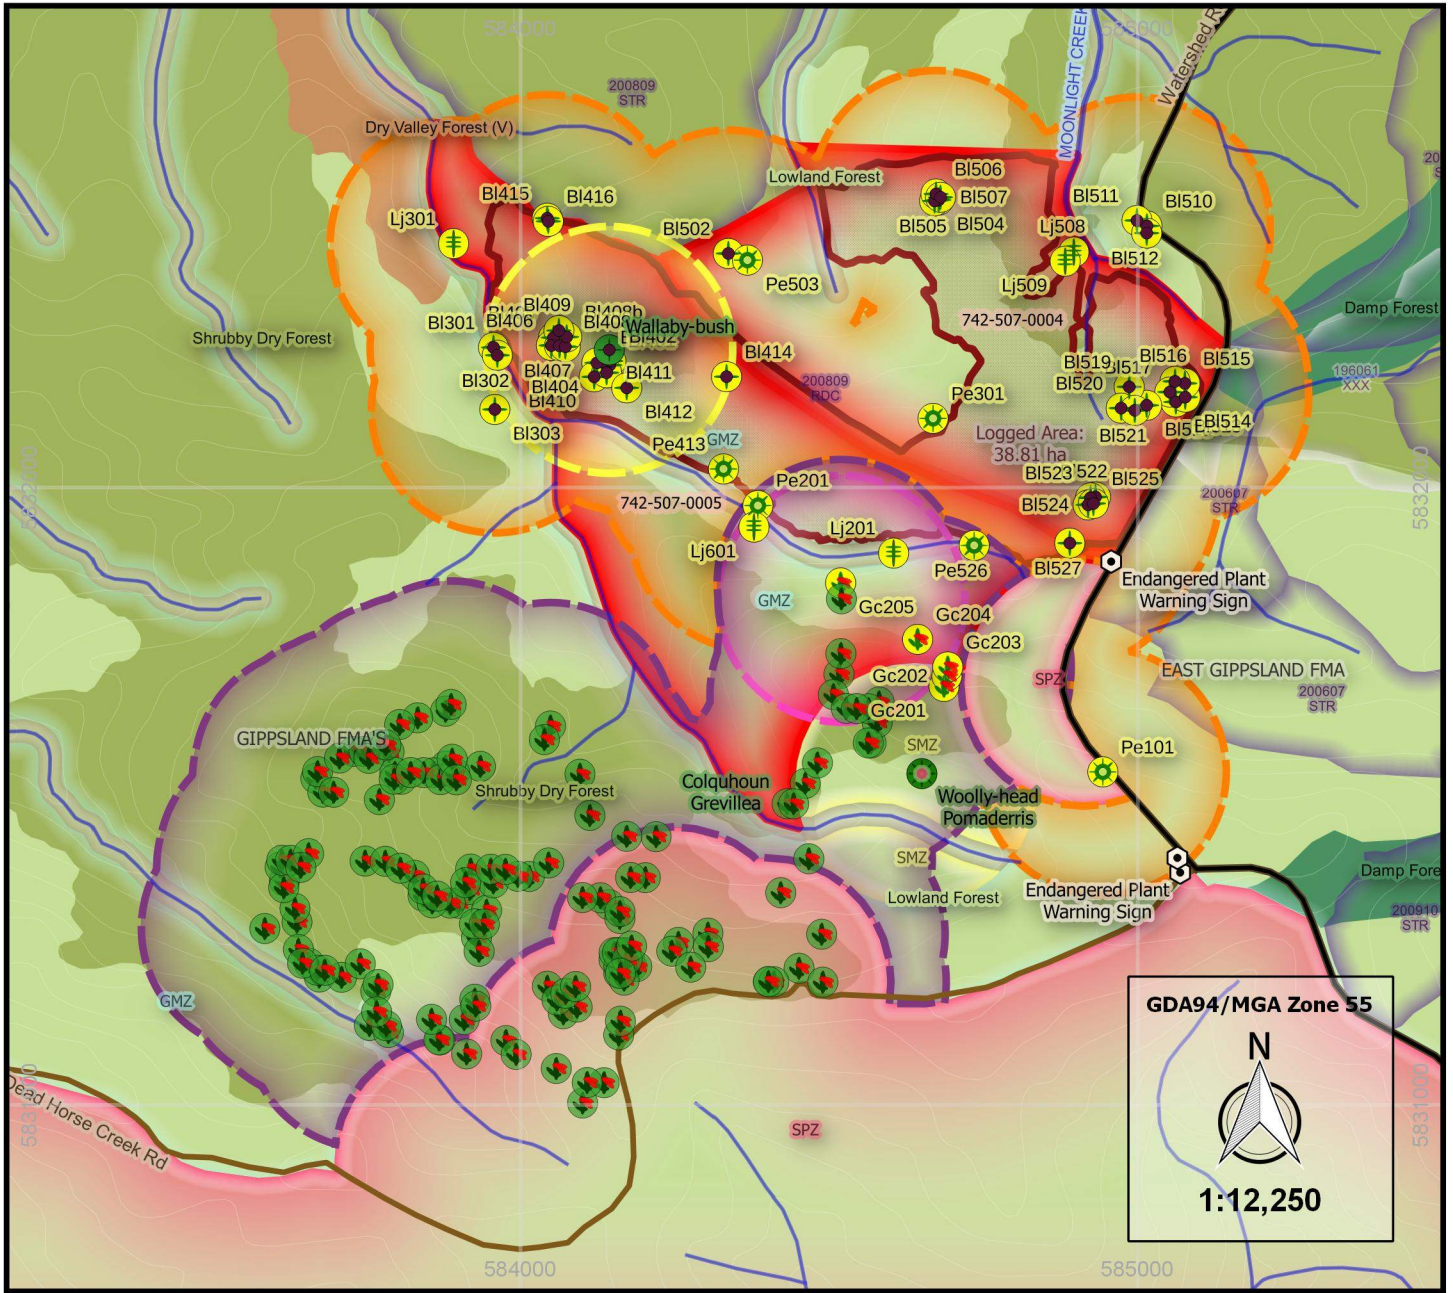 584000
585000
Watershed R
MOONLIGHT CREEK
200809
STR
Dry Valley Forest (V)
Lowland Forest
Bl506
Bl507
Bl505
Bl504
Bl415
Bl416
Lj301
Bl502
Pe503
Bl511
Bl510
Lj508
Bl512
Lj509
742-507-0004
Damp Forest
Shrubby Dry Forest
Bl301
Bl409
Bl406
Bl408b
Wallaby-bush
Bl302
Bl407
Bl404
Bl410
Bl411
Bl412
Bl414
Bl303
200809
RDC
Pe301
Bl519
Bl516
Bl515
Bl520
196061
XXX
Bl521
Bl514
Logged Area:
38.81 ha
Pe413
GMZ
Bl523
Bl525
Bl524
200607
STR
5832000
5832000
Pe201
742-507-0005
Lj601
Lj201
Pe526
Bl527
Endangered Plant
Warning Sign
GMZ
Gc205
Gc204
Gc203
Gc202
Gc201
SPZ
EAST GIPPSLAND FMA
200607
STR
GIPPSLAND FMA'S
SMZ
Pe101
Shrubby Dry Forest
Colquhoun
Grevillea
Woolly-head
Pomaderris
SMZ
Lowland Forest
Endangered Plant
Warning Sign
Damp Fore
200910
STR
GMZ
GDA94/MGA Zone 55
N
1:12,250
5831000
5831000
Dead Horse Creek Rd
SPZ
584000
585000